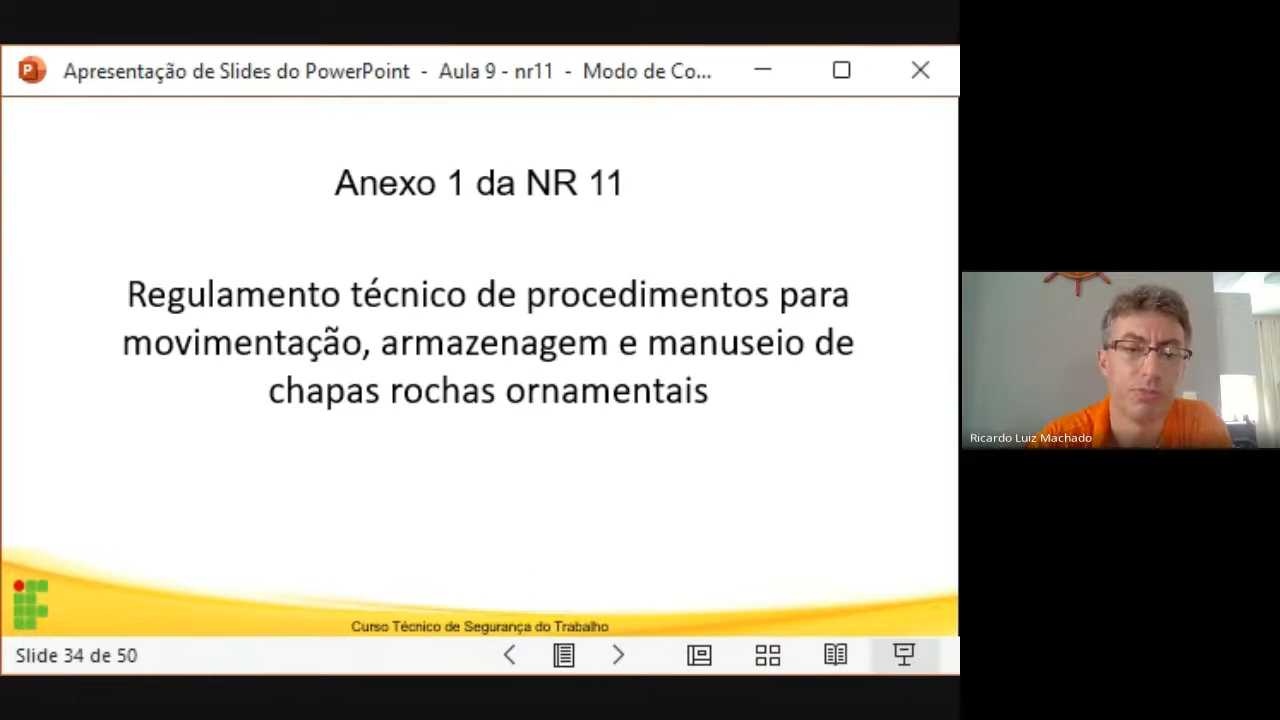 Apresentação de Slides do PowerPoint - Aula 9 - nr11 - Modo de Co...
Anexo 1 da NR 11
Regulamento técnico de procedimentos para
movimentação, armazenagem e manuseio de
chapas rochas ornamentais
Curso Técnico de Segurança do Trabalho
Slide 34 de 50
Ricardo Luiz Machado